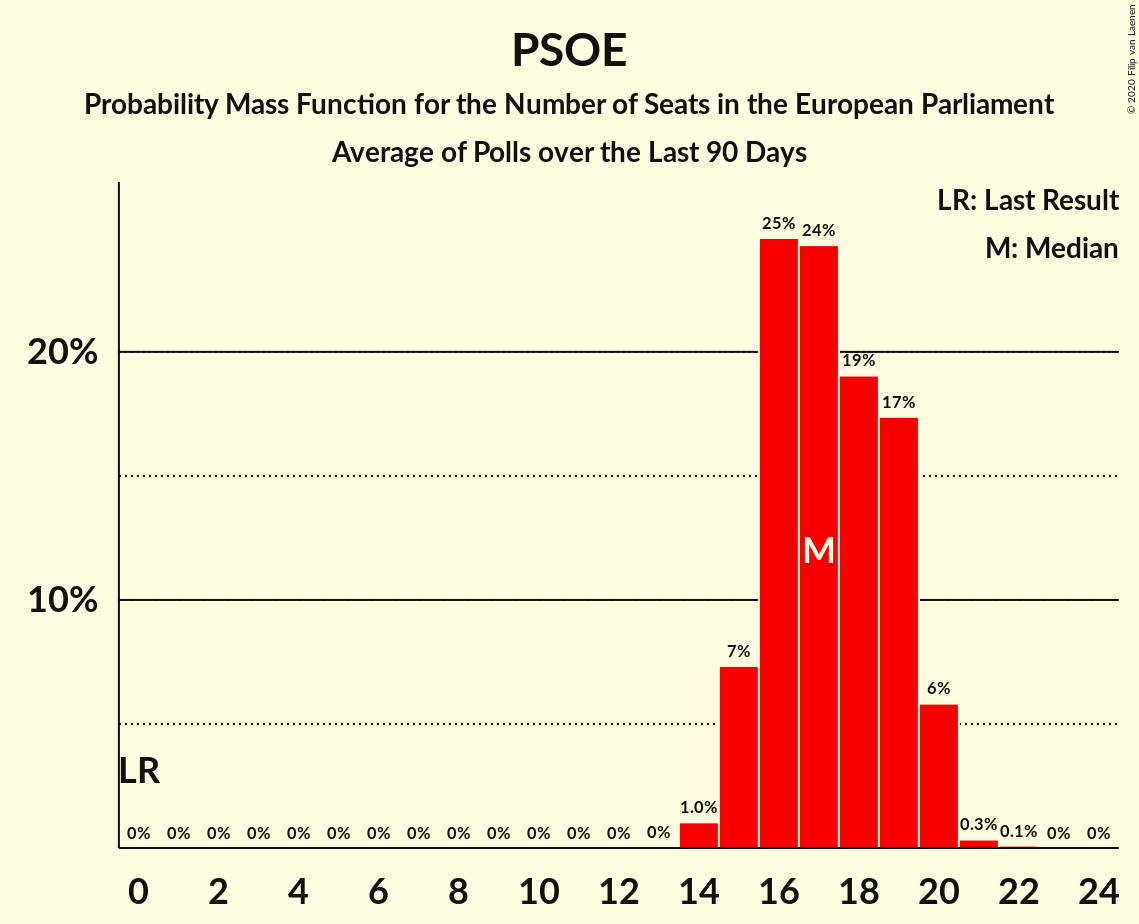 PSOE
Probability Mass Function for the Number of Seats in the European Parliament
Average of Polls over the Last 90 Days
© 2020 Filip van Laenen
LR: Last Result
M: Median
25%
24%
20%
19%
17%
M
10%
7%
6%
LR
1.0%
0.3%
0.1%
0% 0% 0% 0% 0% 0% 0% 0% 0% 0% 0% 0% 0% 0% 0% 0%
0 2 4 6 8 10 12 14 16 18 20 22 24